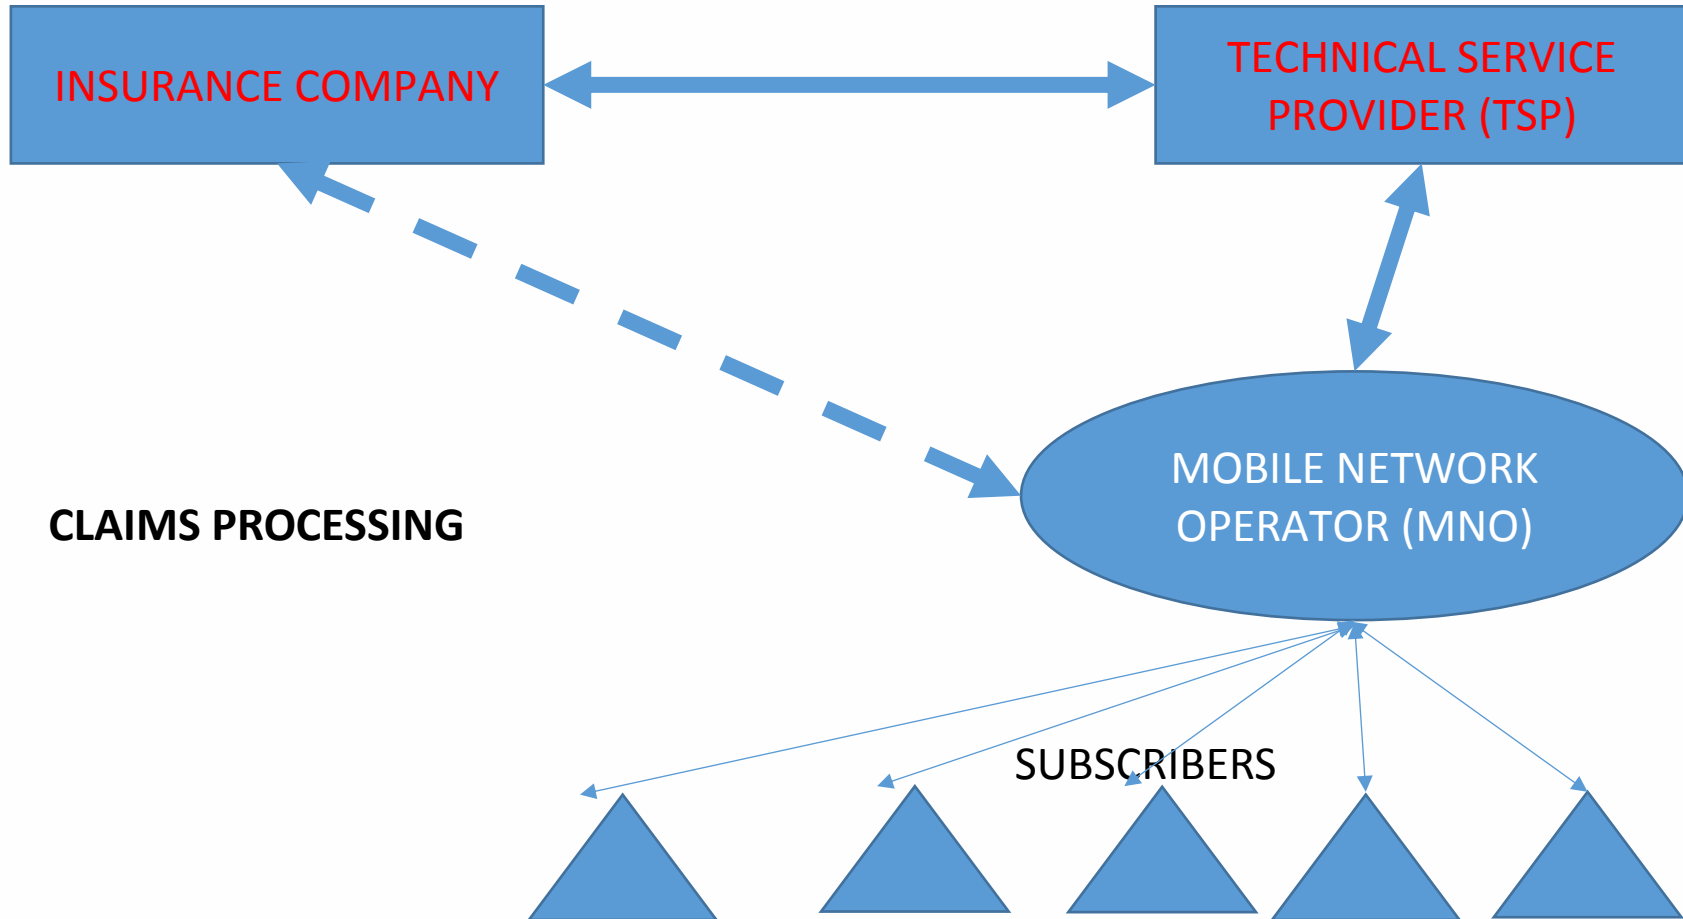 INSURANCE COMPANY
TECHNICAL SERVICE
PROVIDER (TSP)
MOBILE NETWORK
OPERATOR (MNO)
CLAIMS PROCESSING
SUBSCRIBERS